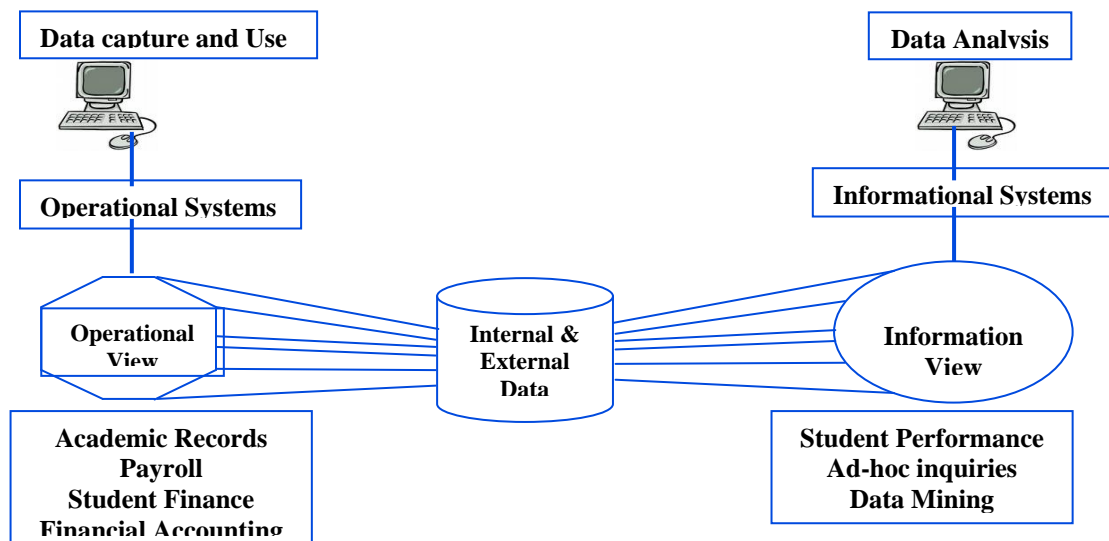 Data capture and Use
Data Analysis
Operational Systems
Informational Systems
Operational
View
Internal &
External
Data
Information
View
Academic Records
Payroll
Student Finance
Financial Accounting
Student Performance
Ad-hoc inquiries
Data Mining